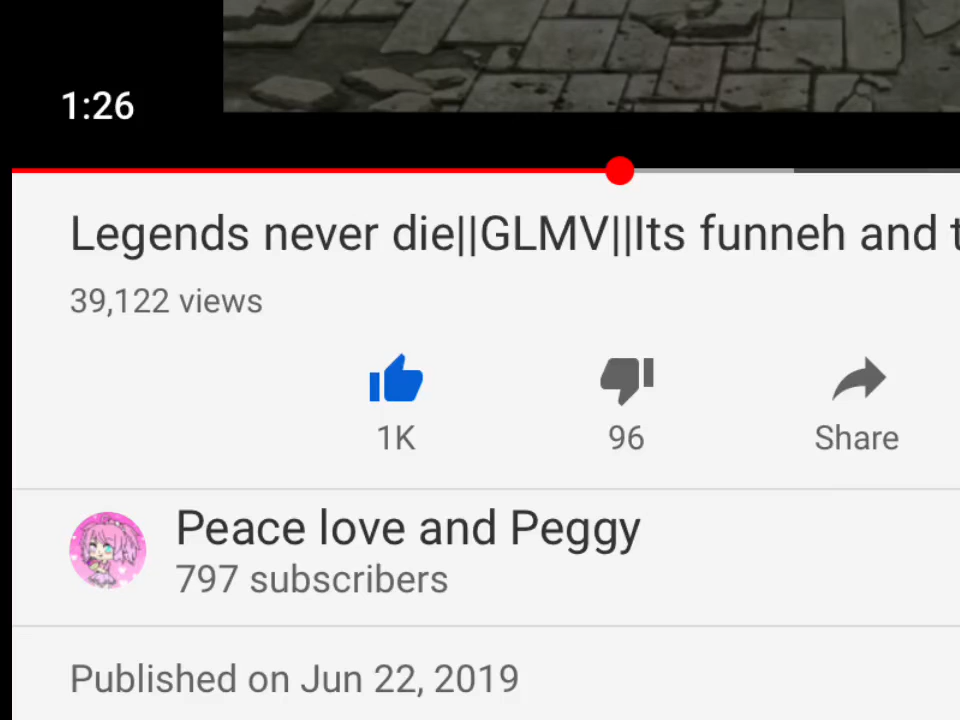 1:26
Legends never die||GLMV||Its funneh and t
39,122 views
1K
96
Share
Peace love and Peggy
797 subscribers
Published on Jun 22, 2019